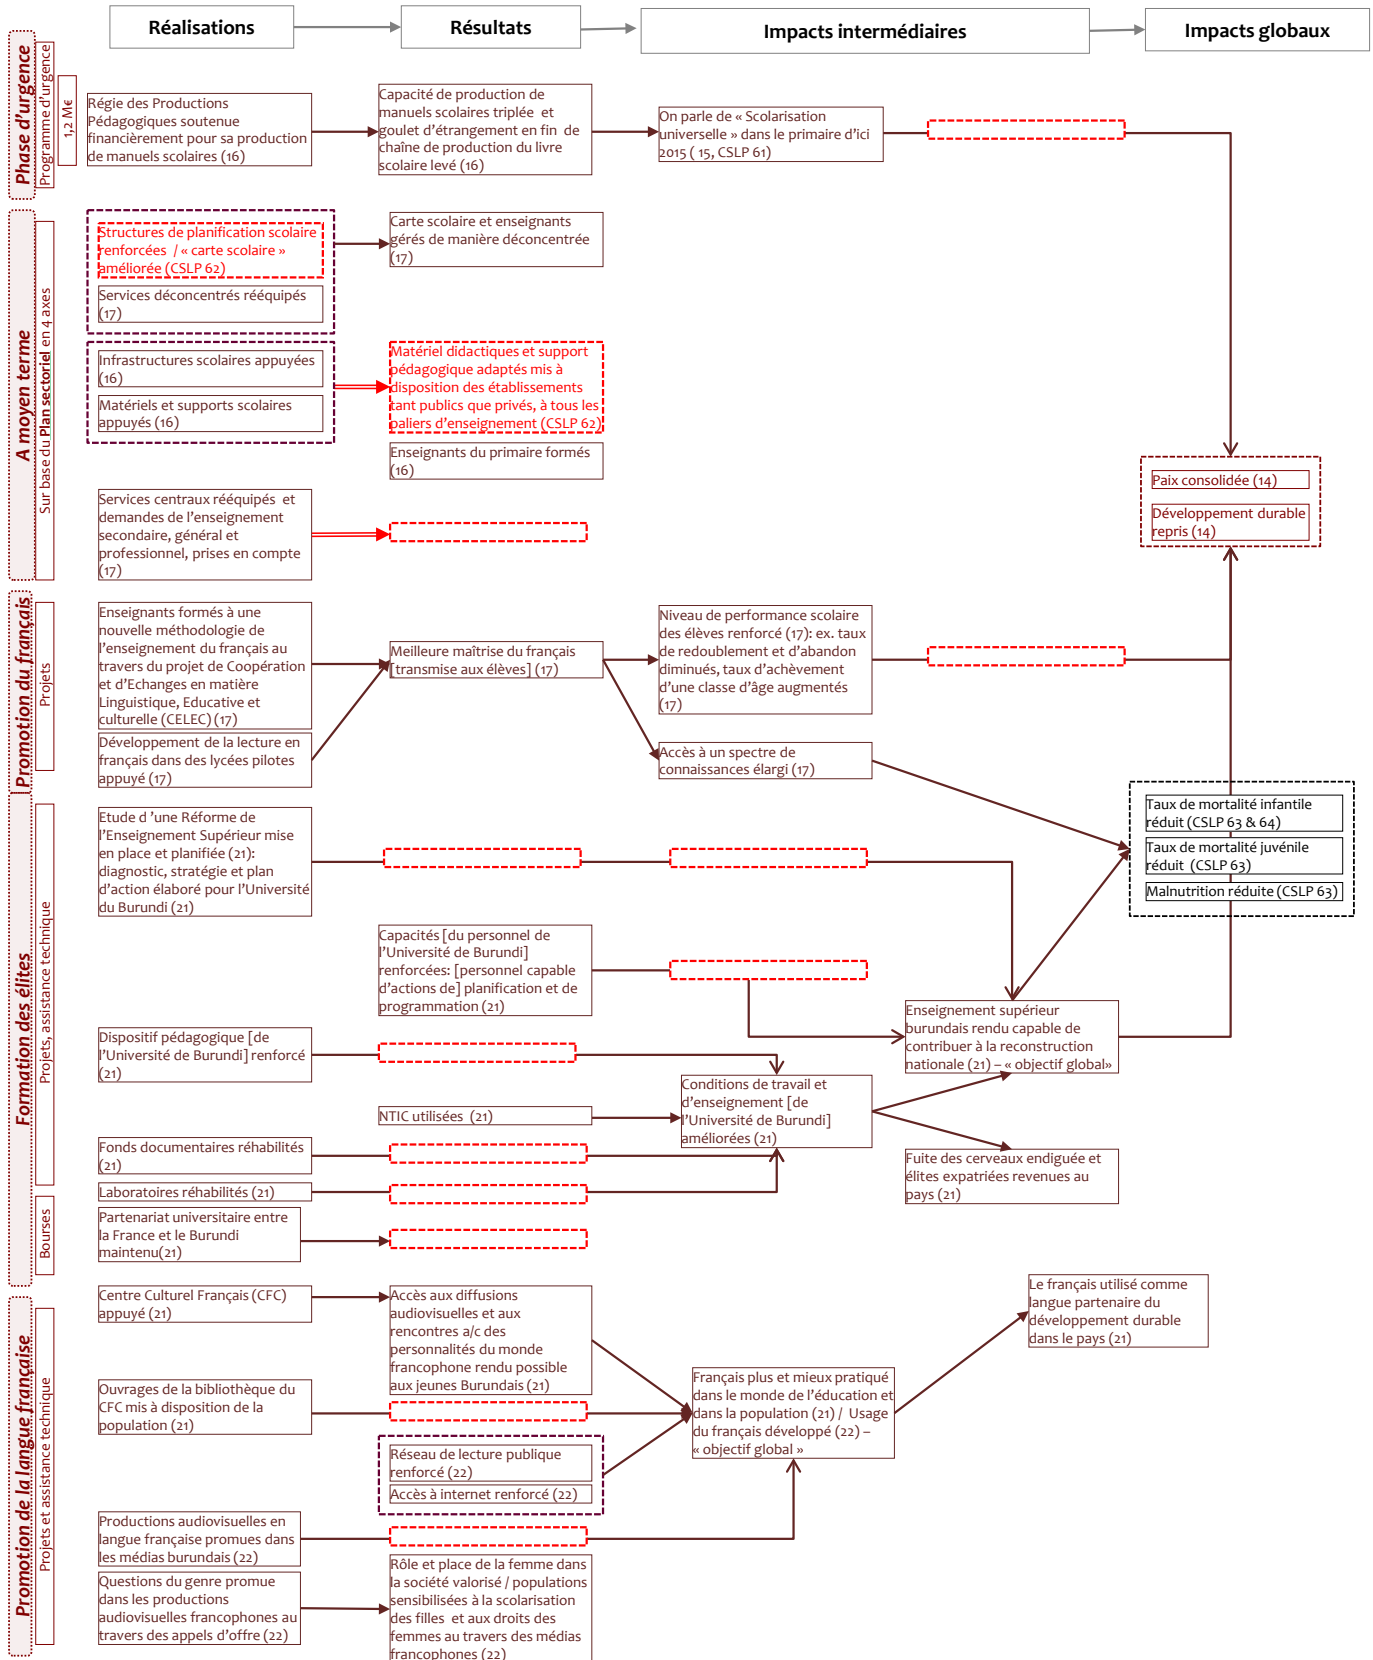 Réalisations
Résultats
Impacts intermédiaires
Impacts globaux
Phase d'urgence
Programme d'urgence
1,2 M€
Régie des Productions
Pédagogiques soutenue
financièrement pour sa production
de manuels scolaires (16)
Capacité de production de
manuels scolaires triplée et
goulet d'étrangement en fin de
chaîne de production du livre
scolaire levé (16)
On parle de « Scolarisation
universelle » dans le primaire d'ici
2015 ( 15, CSLP 61)
A moyen terme
Sur base du Plan sectoriel en 4 axes
Structures de planification scolaire
renforcées / « carte scolaire »
améliorée (CSLP 62)
Services déconcentrés rééquipés
(17)
Carte scolaire et enseignants
gérés de manière déconcentrée
(17)
Infrastructures scolaires appuyées
(16)
Matériels et supports scolaires
appuyés (16)
Matériel didactiques et support
pédagogique adaptés mis à
disposition des établissements
tant publics que privés, à tous les
paliers d'enseignement (CSLP 62)
Enseignants du primaire formés
(16)
Services centraux rééquipés et
demandes de l'enseignement
secondaire, général et
professionnel, prises en compte
(17)
Paix consolidée (14)
Développement durable
repris (14)
Promotion du français
Projets
Enseignants formés à une
nouvelle méthodologie de
l'enseignement du français au
travers du projet de Coopération
et d'Echanges en matière
Linguistique, Educative et
culturelle (CELEC) (17)
Développement de la lecture en
français dans des lycées pilotes
appuyé (17)
Meilleure maîtrise du français
[transmise aux élèves] (17)
Niveau de performance scolaire
des élèves renforcé (17): ex. taux
de redoublement et d'abandon
diminués, taux d'achèvement
d'une classe d'âge augmentés
(17)
Accès à un spectre de
connaissances élargi (17)
Taux de mortalité infantile
réduit (CSLP 63 & 64)
Taux de mortalité juvénile
réduit (CSLP 63)
Malnutrition réduite (CSLP 63)
Formation des élites
Projets, assistance technique
Bourses
Etude d 'une Réforme de
l'Enseignement Supérieur mise
en place et planifiée (21):
diagnostic, stratégie et plan
d'action élaboré pour l'Université
du Burundi (21)
Capacités [du personnel de
l'Université de Burundi]
renforcées: [personnel capable
d'actions de] planification et de
programmation (21)
Dispositif pédagogique [de
l'Université de Burundi] renforcé
(21)
NTIC utilisées (21)
Conditions de travail et
d'enseignement [de
l'Université de Burundi]
améliorées (21)
Enseignement supérieur
burundais rendu capable de
contribuer à la reconstruction
nationale (21) – « objectif global»
Fuite des cerveaux endiguée et
élites expatriées revenues au
pays (21)
Fonds documentaires réhabilités
(21)
Laboratoires réhabilités (21)
Partenariat universitaire entre
la France et le Burundi
maintenu(21)
Promotion de la langue française
Projets et assistance technique
Centre Culturel Français (CFC)
appuyé (21)
Accès aux diffusions
audiovisuelles et aux
rencontres a/c des
personnalités du monde
francophone rendu possible
aux jeunes Burundais (21)
Le français utilisé comme
langue partenaire du
développement durable
dans le pays (21)
Ouvrages de la bibliothèque du
CFC mis à disposition de la
population (21)
Français plus et mieux pratiqué
dans le monde de l'éducation et
dans la population (21) / Usage
du français développé (22) –
« objectif global »
Réseau de lecture publique
renforcé (22)
Accès à internet renforcé (22)
Productions audiovisuelles en
langue française promues dans
les médias burundais (22)
Questions du genre promue
dans les productions
audiovisuelles francophones au
travers des appels d'offre (22)
Rôle et place de la femme dans
la société valorisé / populations
sensibilisées à la scolarisation
des filles et aux droits des
femmes au travers des médias
francophones (22)